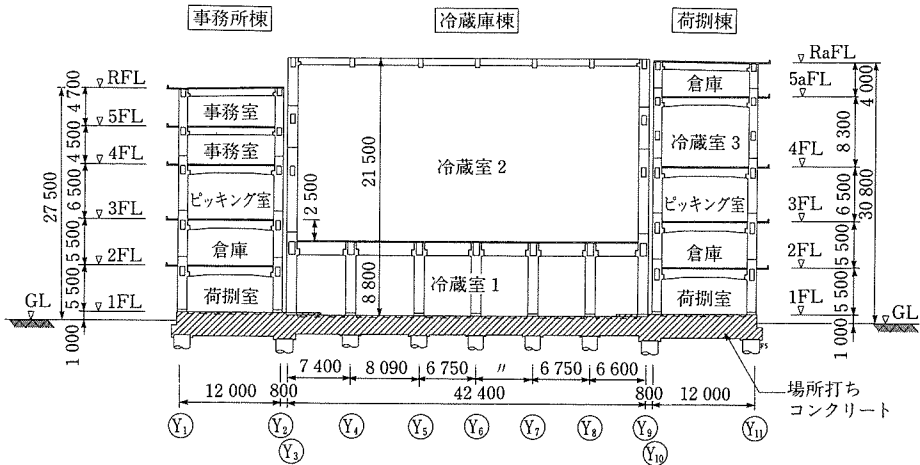 事務所棟
冷蔵庫棟
荷捌棟
RFL
5FL
4FL
3FL
2FL
1FL
GL
4 700
4 500
6 500
5 500
5 500
1 000
27 500
事務室
事務室
ピッキング室
倉庫
荷捌室
冷蔵室 2
21 500
2 500
冷蔵室 1
8 800
倉庫
冷蔵室 3
ピッキング室
倉庫
荷捌室
RaFL
5aFL
4FL
3FL
2FL
1FL
GL
4 000
8 300
6 500
5 500
5 500
1 000
30 800
7 400
8 090
6 750
〃
6 750
6 600
12 000
800
42 400
800
12 000
場所打ち
コンクリート
Y1
Y2
Y3
Y4
Y5
Y6
Y7
Y8
Y9
Y10
Y11